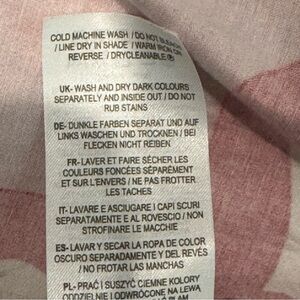 COLD MACHINE WASH / DO NOT BLEACH
/ LINE DRY IN SHADE / WARM IRON ON
REVERSE / DRYCLEANABLE Ⓟ
UK- WASH AND DRY DARK COLOURS
SEPARATELY AND INSIDE OUT / DO NOT
RUB STAINS
DE- DUNKLE FARBEN SEPARAT UND AUF
LINKS WASCHEN UND TROCKNEN / BEI
FLECKEN NICHT REIBEN
FR- LAVER ET FAIRE SÉCHER LES
COULEURS FONCÉES SÉPARÉMENT
ET SUR L'ENVERS / NE PAS FROTTER
LES TACHES
IT- LAVARE E ASCIUGARE I CAPI SCURI
SEPARATAMENTE E AL ROVESCIO / NON
STROFINARE LE MACCHIE
ES- LAVAR Y SECAR LA ROPA DE COLOR
OSCURO SEPARADAMENTE Y DEL REVÉS
/ NO FROTAR LAS MANCHAS
PL- PRAĆ I SUSZYĆ CIEMNE KOLORY
ODDZIELNIE I ODWRÓCONE NA LEWĄ